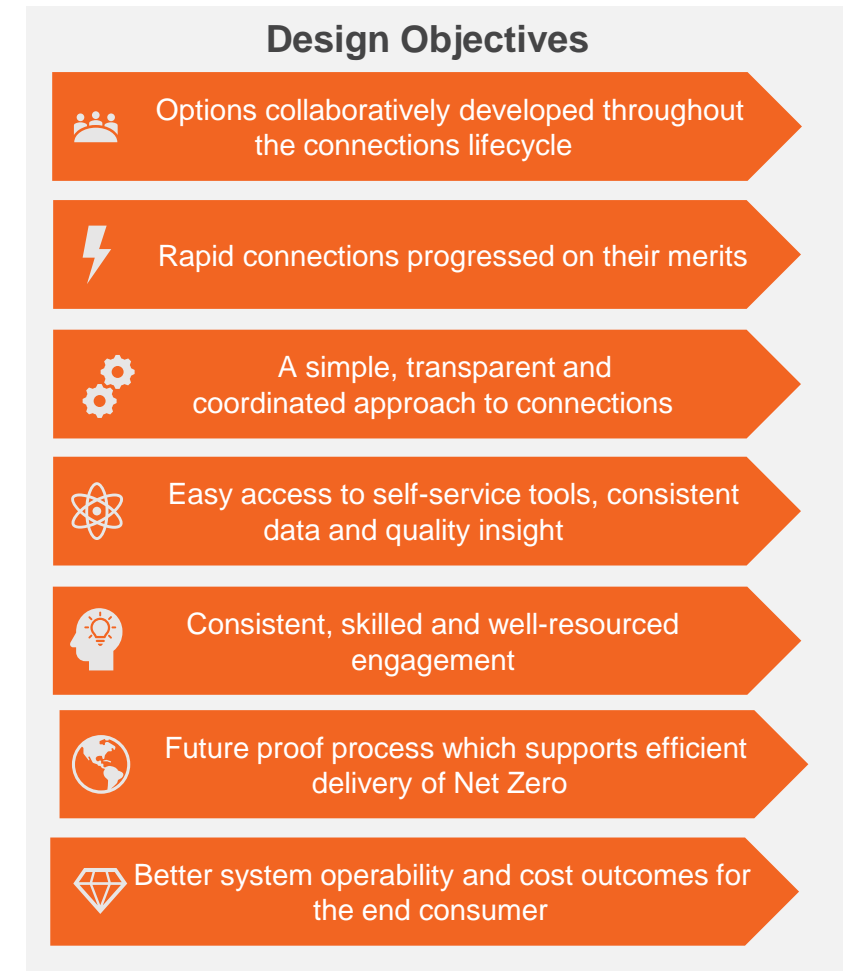 Design Objectives
Options collaboratively developed throughout
the connections lifecycle
Rapid connections progressed on their merits
A simple, transparent and
coordinated approach to connections
Easy access to self-service tools, consistent
data and quality insight
Consistent, skilled and well-resourced
engagement
Future proof process which supports efficient
delivery of Net Zero
Better system operability and cost outcomes for
the end consumer